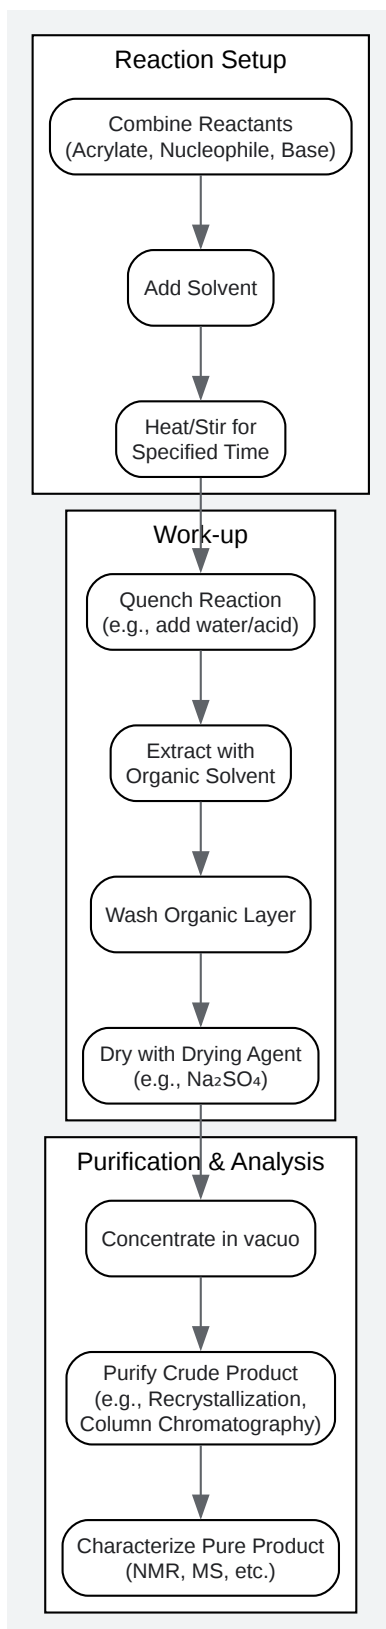 Reaction Setup
Combine Reactants
(Acrylate, Nucleophile, Base)
Add Solvent
Heat/Stir for
Specified Time
Work-up
Quench Reaction
(e.g., add water/acid)
Extract with
Organic Solvent
Wash Organic Layer
Dry with Drying Agent
(e.g., Na₂SO₄)
Purification & Analysis
Concentrate in vacuo
Purify Crude Product
(e.g., Recrystallization,
Column Chromatography)
Characterize Pure Product
(NMR, MS, etc.)